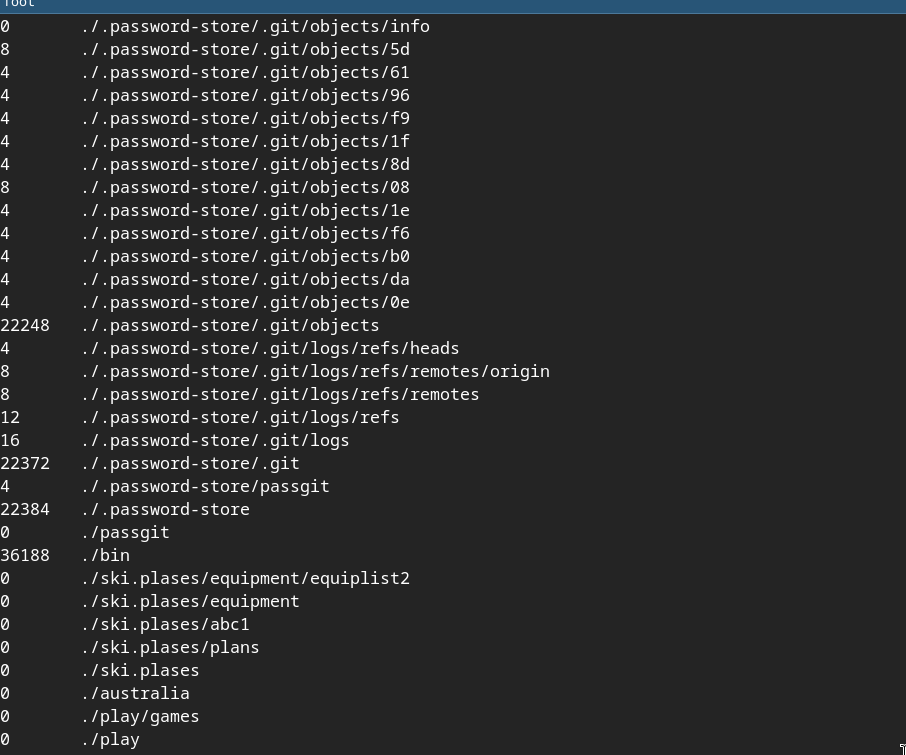 root
0 ./.password-store/.git/objects/info
8 ./.password-store/.git/objects/5d
4 ./.password-store/.git/objects/61
4 ./.password-store/.git/objects/96
4 ./.password-store/.git/objects/f9
4 ./.password-store/.git/objects/1f
4 ./.password-store/.git/objects/8d
8 ./.password-store/.git/objects/08
4 ./.password-store/.git/objects/1e
4 ./.password-store/.git/objects/f6
4 ./.password-store/.git/objects/b0
4 ./.password-store/.git/objects/da
4 ./.password-store/.git/objects/0e
22248 ./.password-store/.git/objects
4 ./.password-store/.git/logs/refs/heads
8 ./.password-store/.git/logs/refs/remotes/origin
8 ./.password-store/.git/logs/refs/remotes
12 ./.password-store/.git/logs/refs
16 ./.password-store/.git/logs
22372 ./.password-store/.git
4 ./.password-store/passgit
22384 ./.password-store
0 ./passgit
36188 ./bin
0 ./ski.plases/equipment/equiplist2
0 ./ski.plases/equipment
0 ./ski.plases/abc1
0 ./ski.plases/plans
0 ./ski.plases
0 ./australia
0 ./play/games
0 ./play